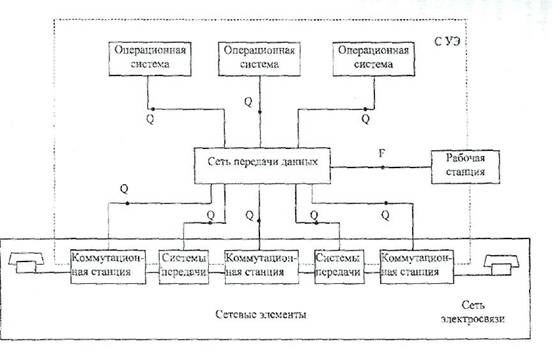 С УЭ
Операционная
система
Операционная
система
Операционная
система
Q
Q
Q
Сеть передачи данных
F
Рабочая
станция
Q
Q
Q
Q
Q
Коммутацион-
ная станция
Системы
передачи
Коммутацион-
ная станция
Системы
передачи
Коммутацион-
ная станция
Сетевые элементы
Сеть
электросвязи